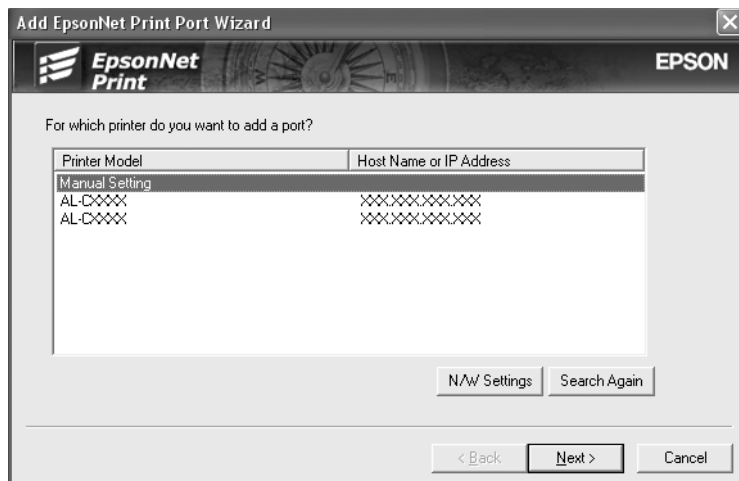 Add EpsonNet Print Port Wizard
EpsonNet
Print
EPSON
For which printer do you want to add a port?
Printer Model Host Name or IP Address
Manual Setting
AL-CXXXX XXX.XXX.XXX.XXX
AL-CXXXX XXX.XXX.XXX.XXX
N/W Settings Search Again
< Back Next > Cancel